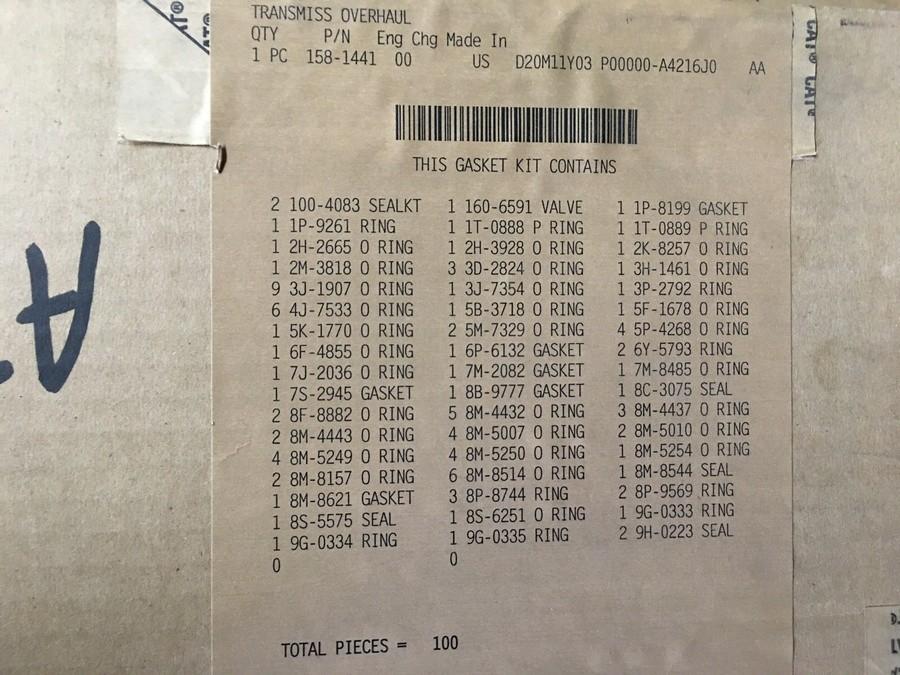 TRANSMISS OVERHAUL
QTY P/N Eng Chg Made In
1 PC 158-1441 00 US D20M11Y03 P00000-A4216J0 AA
THIS GASKET KIT CONTAINS
2 100-4083 SEALKT 1 160-6591 VALVE 1 1P-8199 GASKET
1 1P-9261 RING 1 1T-0888 P RING 1 1T-0889 P RING
1 2H-2665 O RING 1 2H-3928 O RING 1 2K-8257 O RING
1 2M-3818 O RING 3 3D-2824 O RING 1 3H-1461 O RING
9 3J-1907 O RING 1 3J-7354 O RING 1 3P-2792 RING
6 4J-7533 O RING 1 5B-3718 O RING 1 5F-1678 O RING
1 5K-1770 O RING 2 5M-7329 O RING 4 5P-4268 O RING
1 6F-4855 O RING 1 6P-6132 GASKET 2 6Y-5793 RING
1 7J-2036 O RING 1 7M-2082 GASKET 1 7M-8485 O RING
1 7S-2945 GASKET 1 8B-9777 GASKET 1 8C-3075 SEAL
2 8F-8882 O RING 5 8M-4432 O RING 3 8M-4437 O RING
2 8M-4443 O RING 4 8M-5007 O RING 2 8M-5010 O RING
4 8M-5249 O RING 4 8M-5250 O RING 1 8M-5254 O RING
2 8M-8157 O RING 6 8M-8514 O RING 1 8M-8544 SEAL
1 8M-8621 GASKET 3 8P-8744 RING 2 8P-9569 RING
1 8S-5575 SEAL 1 8S-6251 O RING 1 9G-0333 RING
1 9G-0334 RING 1 9G-0335 RING 2 9H-0223 SEAL
0 0
TOTAL PIECES = 100
AT® CAT®
CAT® CAT®
A